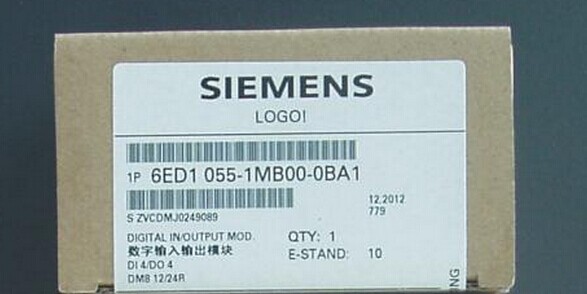 SIEMENS
LOGO!
1P 6ED1 055-1MB00-0BA1
12.2012
S ZVCDMJ0249089
779
DIGITAL IN/OUTPUT MOD.
QTY: 1
数字输入输出模块
E-STAND: 10
DI 4/DO 4
DM8 12/24R